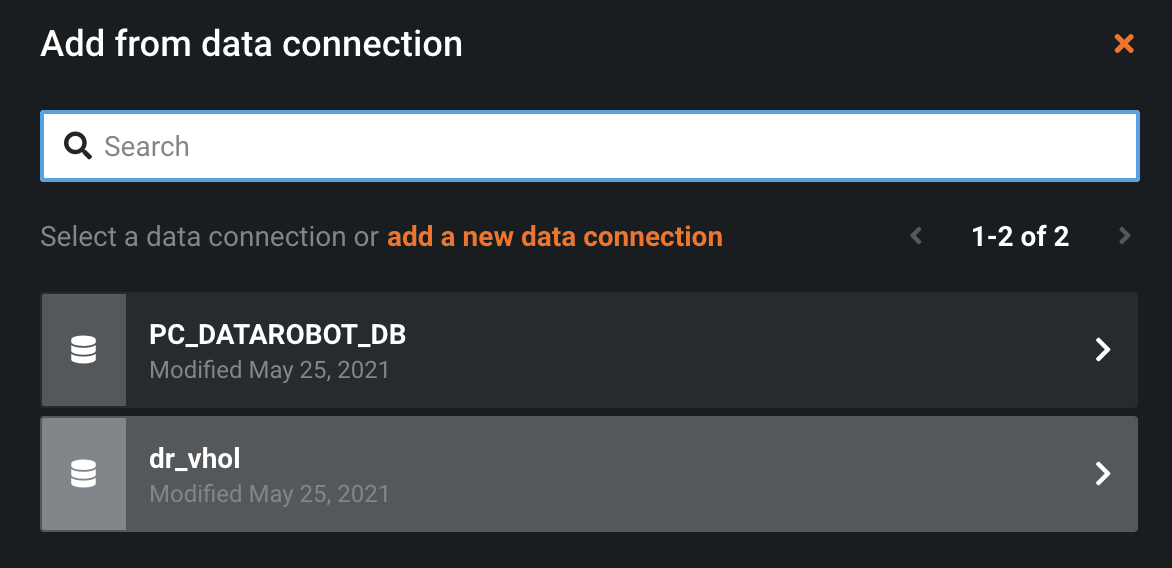 Add from data connection
Search
Select a data connection or add a new data connection 1-2 of 2
PC_DATAROBOT_DB
Modified May 25, 2021
dr_vhol
Modified May 25, 2021